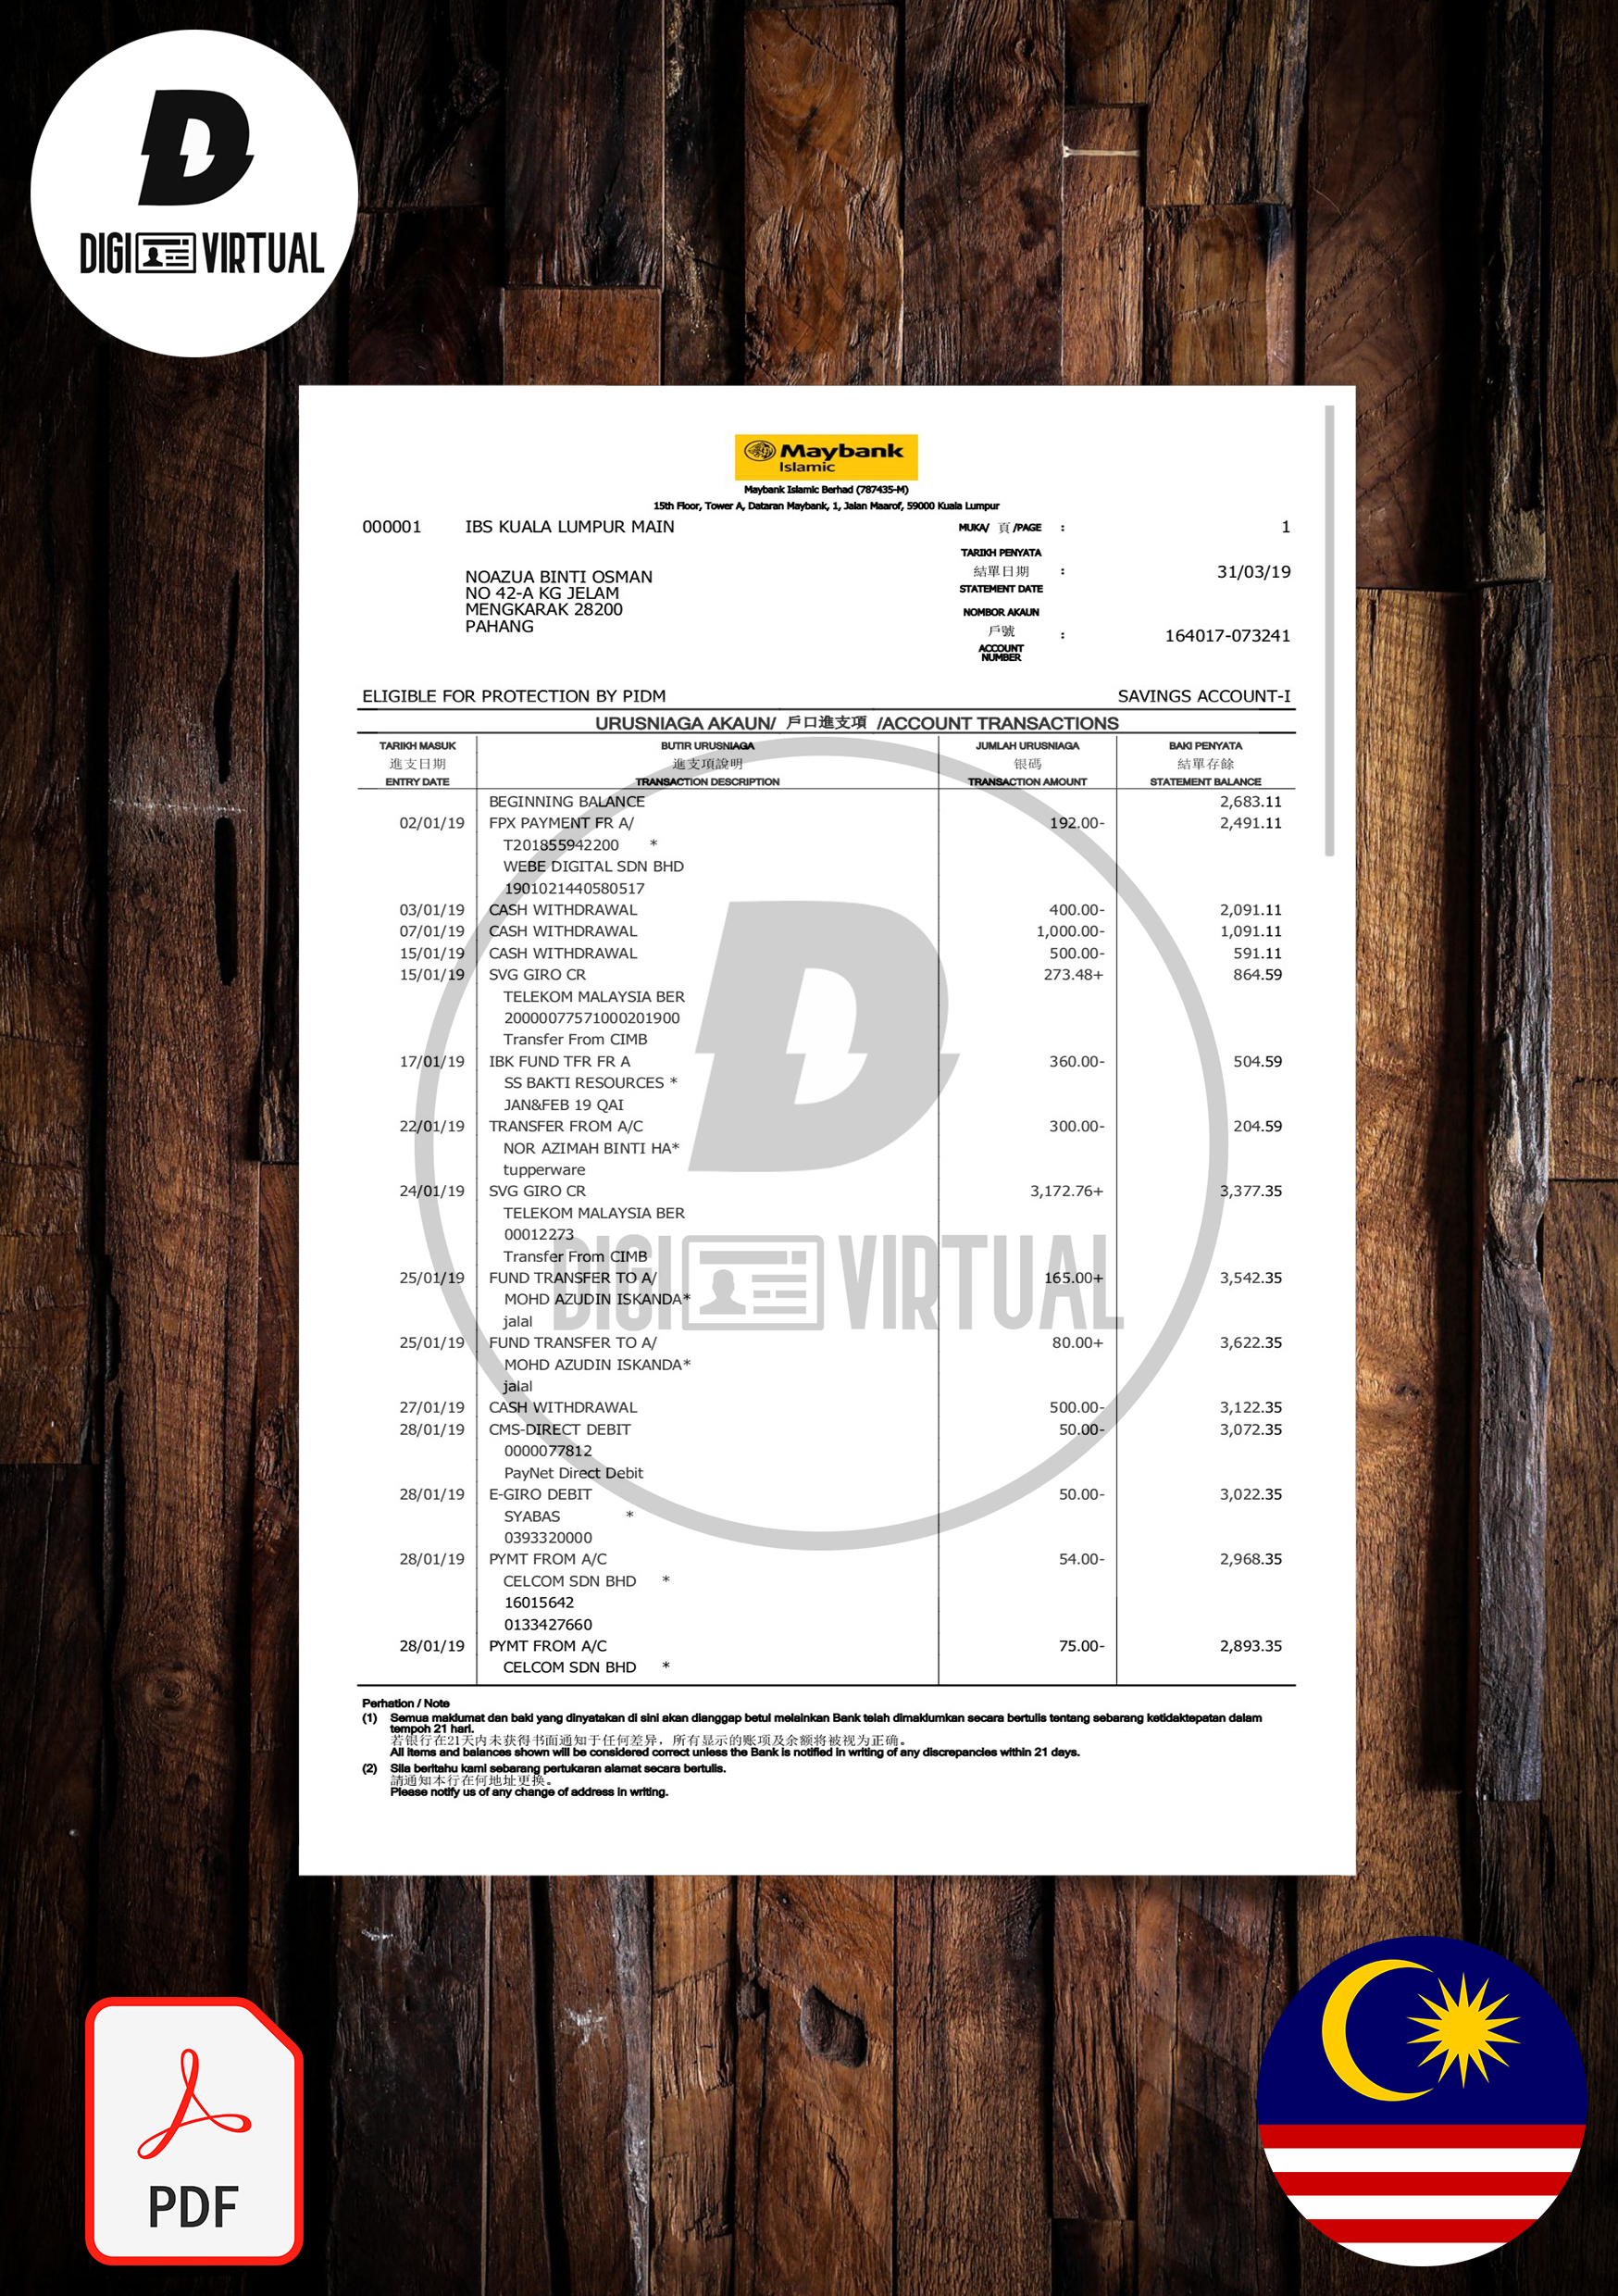 D
DIGI VIRTUAL
Maybank
Islamic
Maybank Islamic Berhad (787435-M)
15th Floor, Tower A, Dataran Maybank, 1, Jalan Maarof, 59000 Kuala Lumpur
000001 IBS KUALA LUMPUR MAIN MUKA/ 頁 /PAGE : 1
TARIKH PENYATA
結單日期 : 31/03/19
STATEMENT DATE
NOAZUA BINTI OSMAN
NO 42-A KG JELAM
MENGKARAK 28200
PAHANG
NOMBOR AKAUN
戶號 : 164017-073241
ACCOUNT
NUMBER
ELIGIBLE FOR PROTECTION BY PIDM SAVINGS ACCOUNT-I
URUSNIAGA AKAUN/ 戶口進支項 /ACCOUNT TRANSACTIONS
TARIKH MASUK BUTIR URUSNIAGA JUMLAH URUSNIAGA BAKI PENYATA
進支日期 進支項說明 银碼 結單存餘
ENTRY DATE TRANSACTION DESCRIPTION TRANSACTION AMOUNT STATEMENT BALANCE
BEGINNING BALANCE 2,683.11
02/01/19 FPX PAYMENT FR A/ 192.00- 2,491.11
T201855942200 *
WEBE DIGITAL SDN BHD
1901021440580517
03/01/19 CASH WITHDRAWAL 400.00- 2,091.11
07/01/19 CASH WITHDRAWAL 1,000.00- 1,091.11
15/01/19 CASH WITHDRAWAL 500.00- 591.11
15/01/19 SVG GIRO CR 273.48+ 864.59
TELEKOM MALAYSIA BER
20000077571000201900
Transfer From CIMB
17/01/19 IBK FUND TFR FR A 360.00- 504.59
SS BAKTI RESOURCES *
JAN&FEB 19 QAI
22/01/19 TRANSFER FROM A/C 300.00- 204.59
NOR AZIMAH BINTI HA*
tupperware
24/01/19 SVG GIRO CR 3,172.76+ 3,377.35
TELEKOM MALAYSIA BER
00012273
Transfer From CIMB
25/01/19 FUND TRANSFER TO A/ 165.00+ 3,542.35
MOHD AZUDIN ISKANDA*
jalal
25/01/19 FUND TRANSFER TO A/ 80.00+ 3,622.35
MOHD AZUDIN ISKANDA*
jalal
27/01/19 CASH WITHDRAWAL 500.00- 3,122.35
28/01/19 CMS-DIRECT DEBIT 50.00- 3,072.35
0000077812
PayNet Direct Debit
28/01/19 E-GIRO DEBIT 50.00- 3,022.35
SYABAS *
0393320000
28/01/19 PYMT FROM A/C 54.00- 2,968.35
CELCOM SDN BHD *
16015642
0133427660
28/01/19 PYMT FROM A/C 75.00- 2,893.35
CELCOM SDN BHD *
D
DIGI VIRTUAL
Perhation / Note
(1) Semua maklumat dan baki yang dinyatakan di sini akan dianggap betul melainkan Bank telah dimaklumkan secara bertulis tentang sebarang ketidaktepatan dalam
tempoh 21 hari.
若银行在21天内未获得书面通知于任何差异，所有显示的账项及余额将被视为正确。
All items and balances shown will be considered correct unless the Bank is notified in writing of any discrepancies within 21 days.
(2) Sila beritahu kami sebarang pertukaran alamat secara bertulis.
請通知本行在何地址更换。
Please notify us of any change of address in writing.
PDF